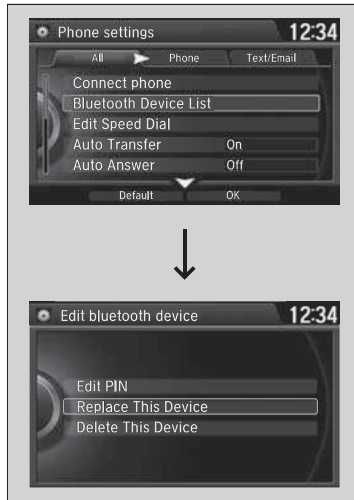 Phone settings 12:34
All Phone Text/Email
Connect phone
Bluetooth Device List
Edit Speed Dial
Auto Transfer On
Auto Answer Off
Default OK
Edit bluetooth device 12:34
Edit PIN
Replace This Device
Delete This Device